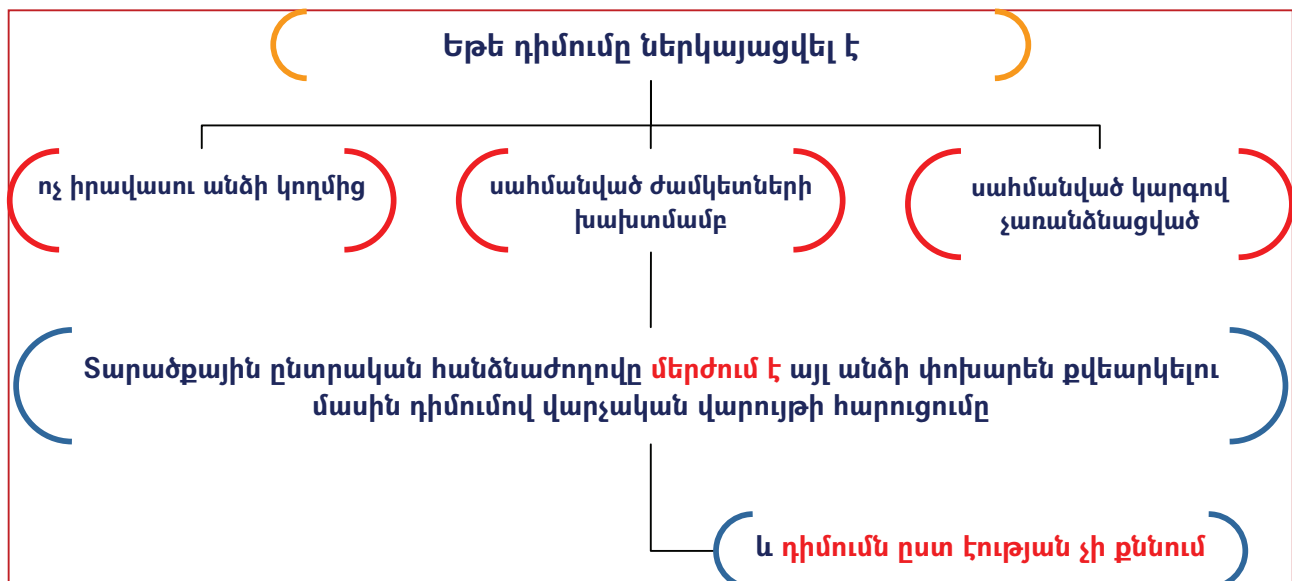 Եթե դիմումը ներկայացվել է
ոչ իրավասու անձի կողմից
սահմանված ժամկետների
խախտմամբ
սահմանված կարգով
չառանձնացված
Տարածքային ընտրական հանձնաժողովը մերժում է այլ անձի փոխարեն քվեարկելու
մասին դիմումով վարչական վարույթի հարուցումը
և դիմումն ըստ էության չի քննում